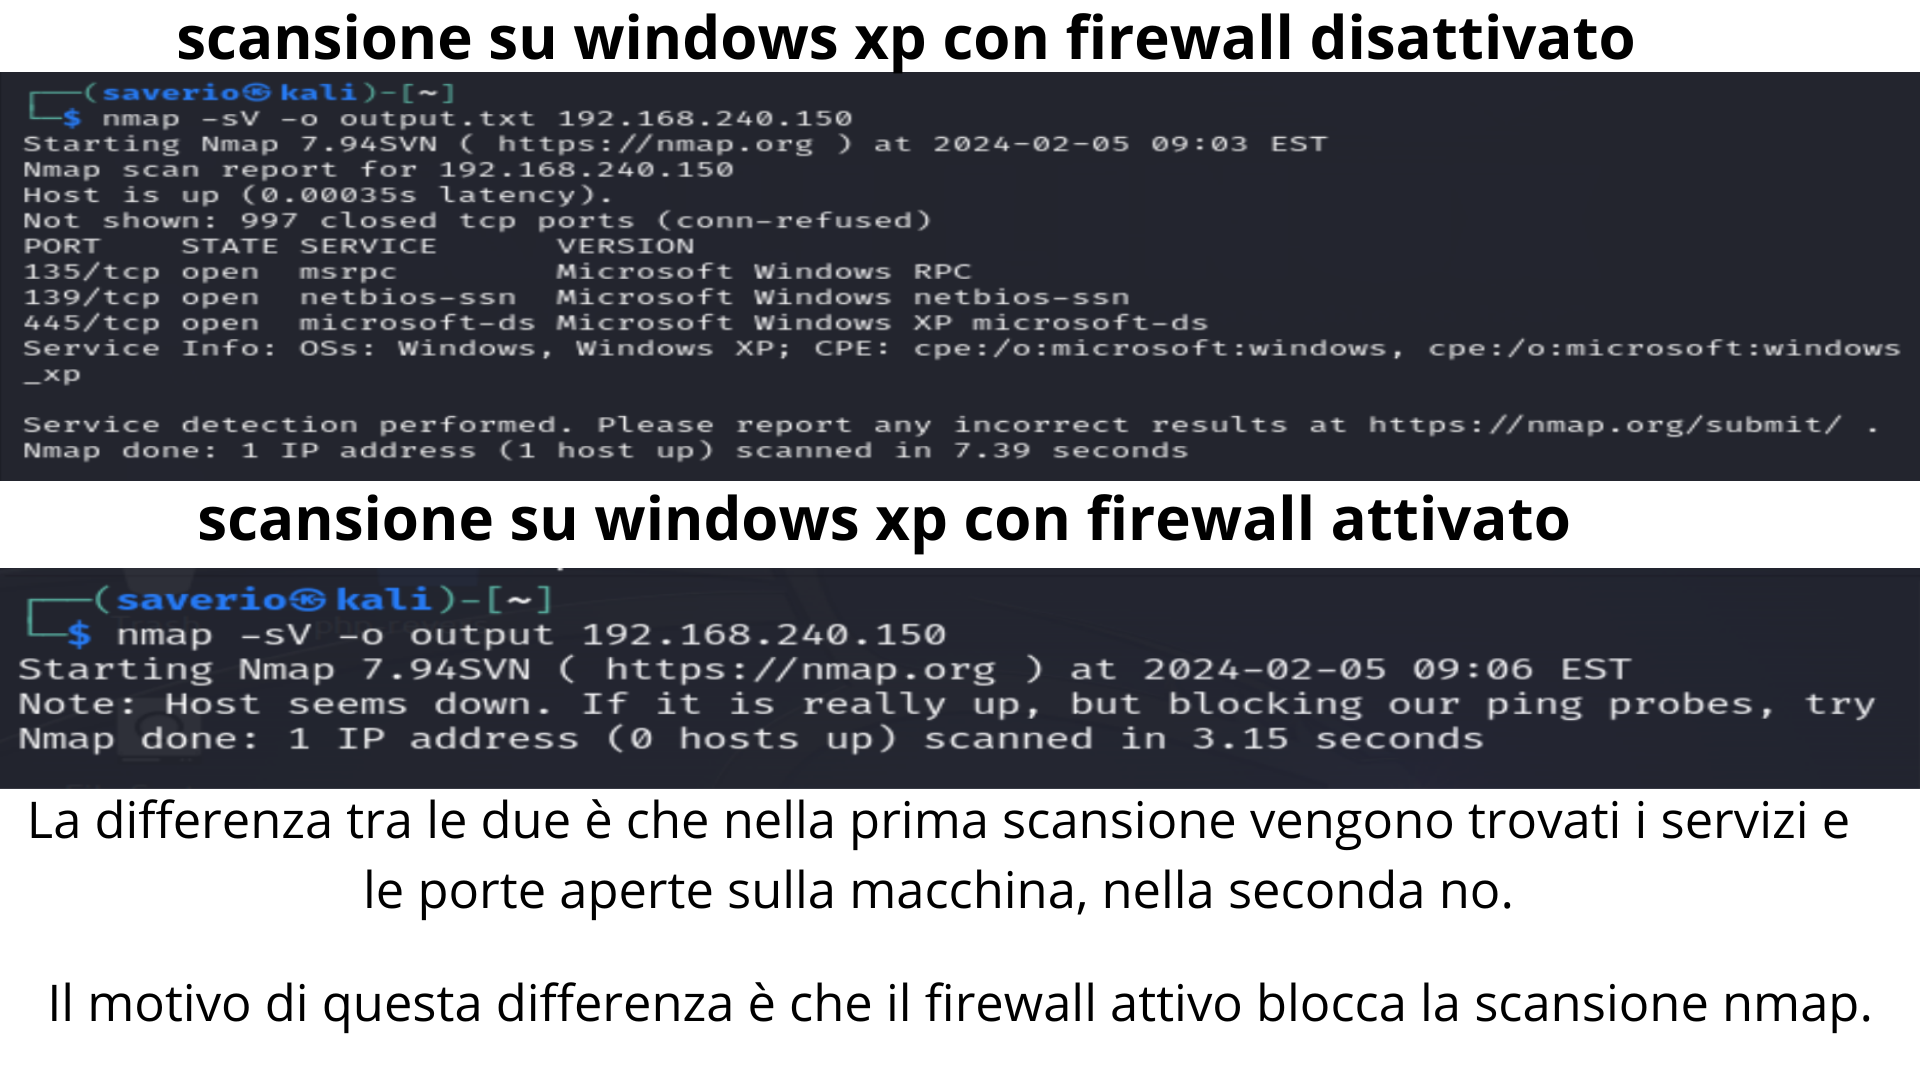 scansione su windows xp con firewall disattivato
(saverio㉿kali)-[~]
$ nmap -sV -o output.txt 192.168.240.150
Starting Nmap 7.94SVN ( https://nmap.org ) at 2024-02-05 09:03 EST
Nmap scan report for 192.168.240.150
Host is up (0.00035s latency).
Not shown: 997 closed tcp ports (conn-refused)
PORT    STATE SERVICE      VERSION
135/tcp open  msrpc        Microsoft Windows RPC
139/tcp open  netbios-ssn  Microsoft Windows netbios-ssn
445/tcp open  microsoft-ds Microsoft Windows XP microsoft-ds
Service Info: OSs: Windows, Windows XP; CPE: cpe:/o:microsoft:windows, cpe:/o:microsoft:windows
_xp
Service detection performed. Please report any incorrect results at https://nmap.org/submit/ .
Nmap done: 1 IP address (1 host up) scanned in 7.39 seconds
scansione su windows xp con firewall attivato
(saverio㉿kali)-[~]
$ nmap -sV -o output 192.168.240.150
Starting Nmap 7.94SVN ( https://nmap.org ) at 2024-02-05 09:06 EST
Note: Host seems down. If it is really up, but blocking our ping probes, try
Nmap done: 1 IP address (0 hosts up) scanned in 3.15 seconds
La differenza tra le due è che nella prima scansione vengono trovati i servizi e
le porte aperte sulla macchina, nella seconda no.
Il motivo di questa differenza è che il firewall attivo blocca la scansione nmap.